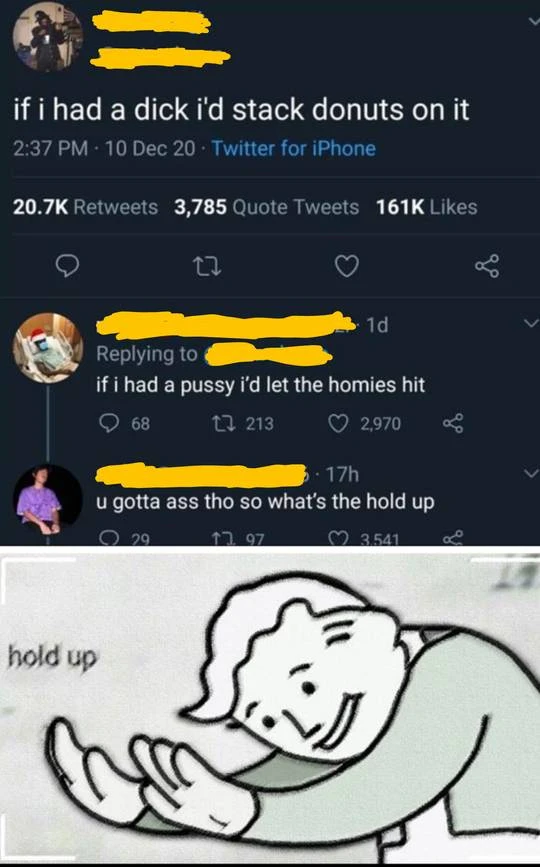 if i had a dick i'd stack donuts on it
2:37 PM · 10 Dec 20 · Twitter for iPhone
20.7K Retweets 3,785 Quote Tweets 161K Likes
· 1d
Replying to
if i had a pussy i'd let the homies hit
68 213 2,970
· 17h
u gotta ass tho so what's the hold up
29 97 3.541
hold up